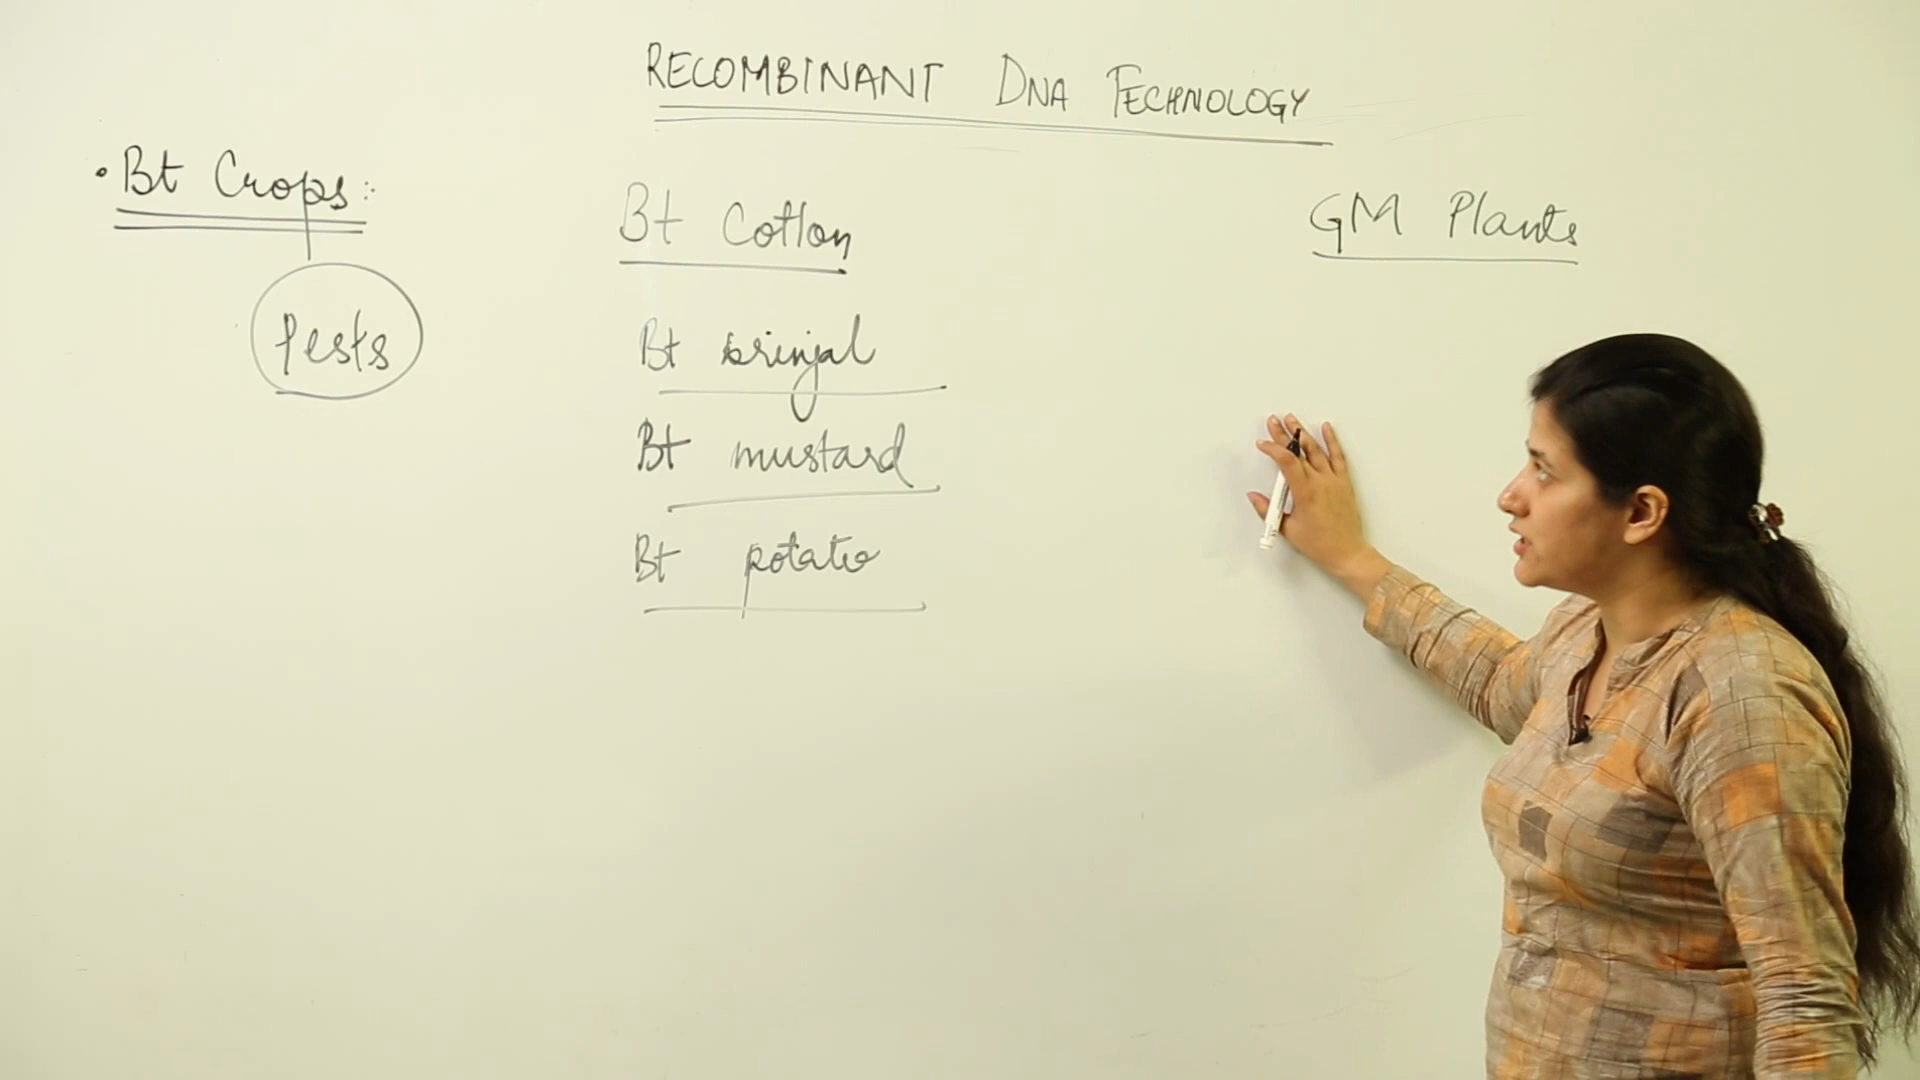 RECOMBINANT DNA TECHNOLOGY
• Bt Crops:
Pests
Bt Cotton
Bt brinjal
Bt mustard
Bt potato
GM Plants